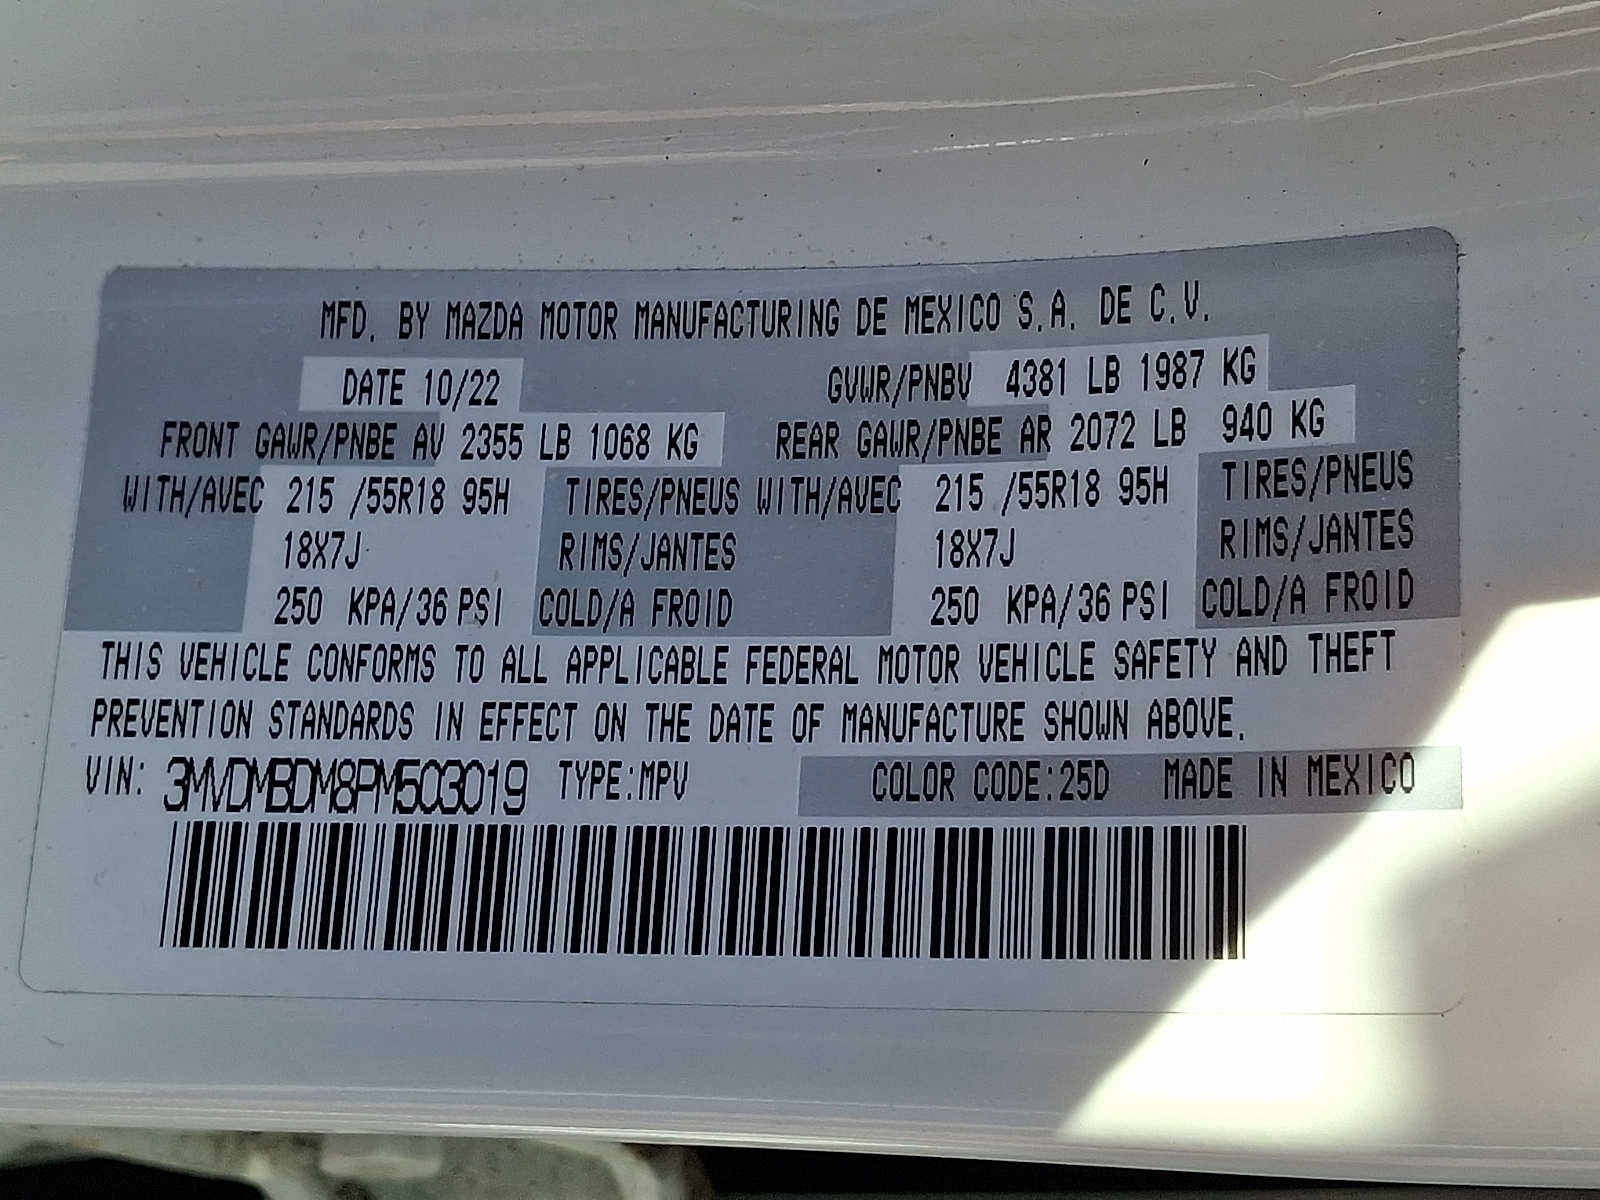 MFD. BY MAZDA MOTOR MANUFACTURING DE MEXICO S.A. DE C.V.
DATE 10/22 GVWR/PNBV 4381 LB 1987 KG
FRONT GAWR/PNBE AV 2355 LB 1068 KG REAR GAWR/PNBE AR 2072 LB 940 KG
WITH/AVEC 215 /55R18 95H TIRES/PNEUS WITH/AVEC 215 /55R18 95H TIRES/PNEUS
18X7J RIMS/JANTES 18X7J RIMS/JANTES
250 KPA/36 PSI COLD/A FROID 250 KPA/36 PSI COLD/A FROID
THIS VEHICLE CONFORMS TO ALL APPLICABLE FEDERAL MOTOR VEHICLE SAFETY AND THEFT
PREVENTION STANDARDS IN EFFECT ON THE DATE OF MANUFACTURE SHOWN ABOVE.
VIN: 3MVDMBDM8PM503019 TYPE:MPV COLOR CODE:25D MADE IN MEXICO